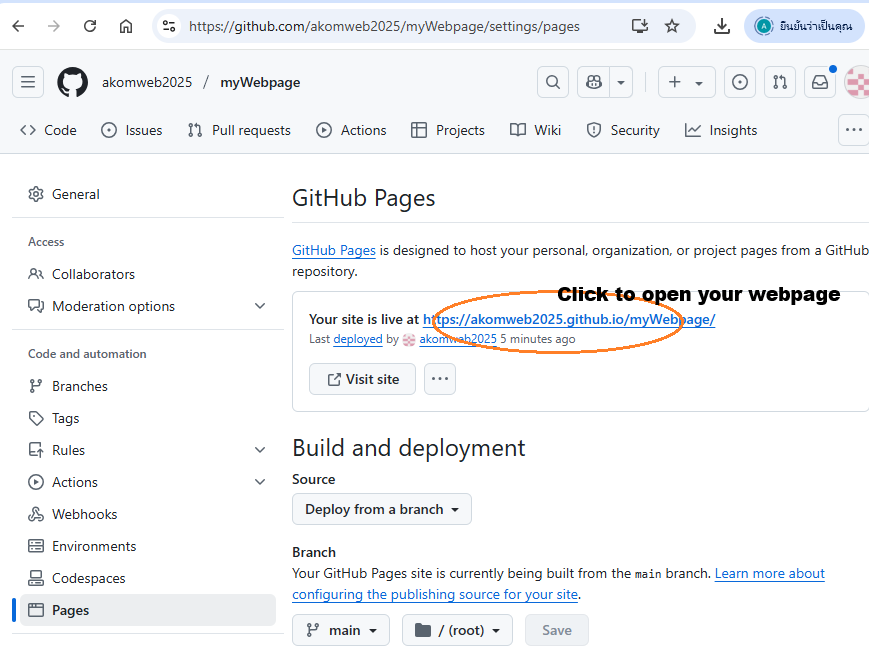 https://github.com/akomweb2025/myWebpage/settings/pages
A
ยืนยันว่าเป็นคุณ
akomweb2025 / myWebpage
Code
Issues
Pull requests
Actions
Projects
Wiki
Security
Insights
General
Access
Collaborators
Moderation options
Code and automation
Branches
Tags
Rules
Actions
Webhooks
Environments
Codespaces
Pages
GitHub Pages
GitHub Pages is designed to host your personal, organization, or project pages from a GitHub
repository.
Click to open your webpage
Your site is live at https://akomweb2025.github.io/myWebpage/
Last deployed by akomweb2025 5 minutes ago
Visit site
Build and deployment
Source
Deploy from a branch
Branch
Your GitHub Pages site is currently being built from the main branch. Learn more about
configuring the publishing source for your site.
main
/ (root)
Save